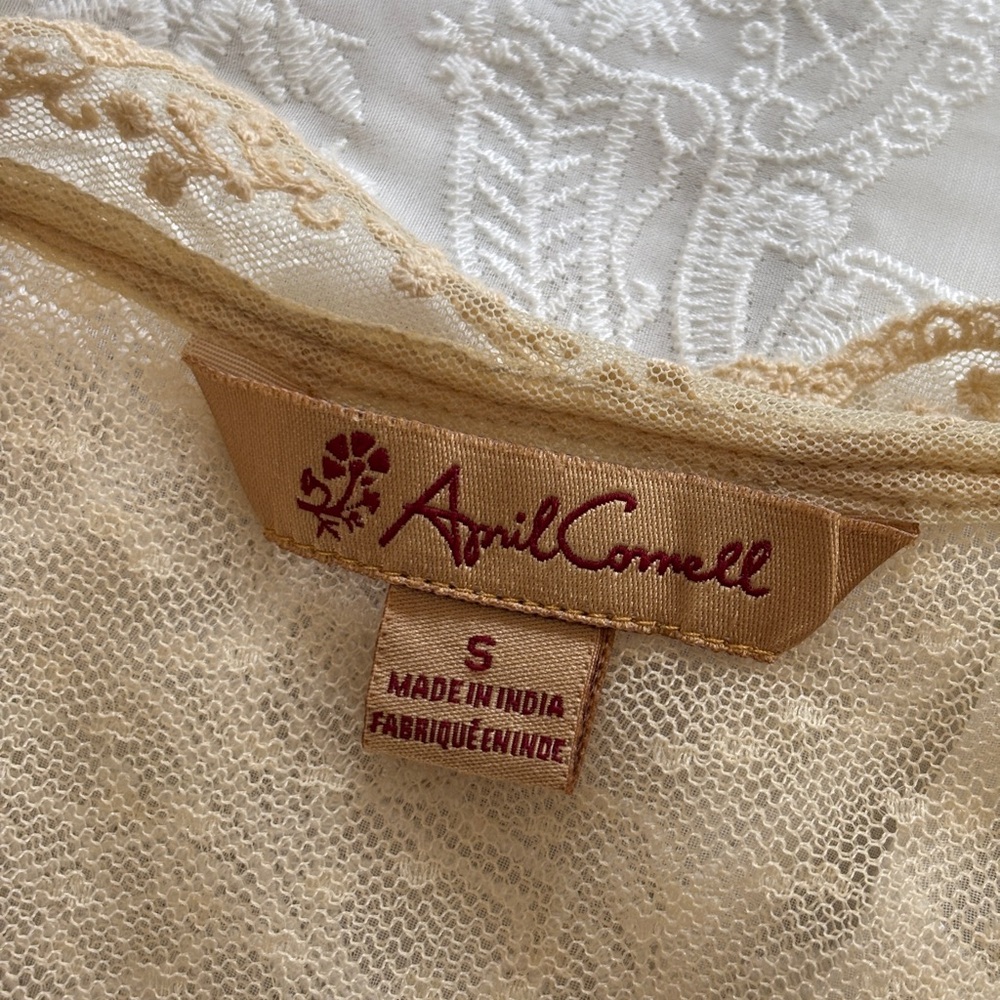 April Cornell
S
MADE IN INDIA
FABRIQUÉ EN INDE